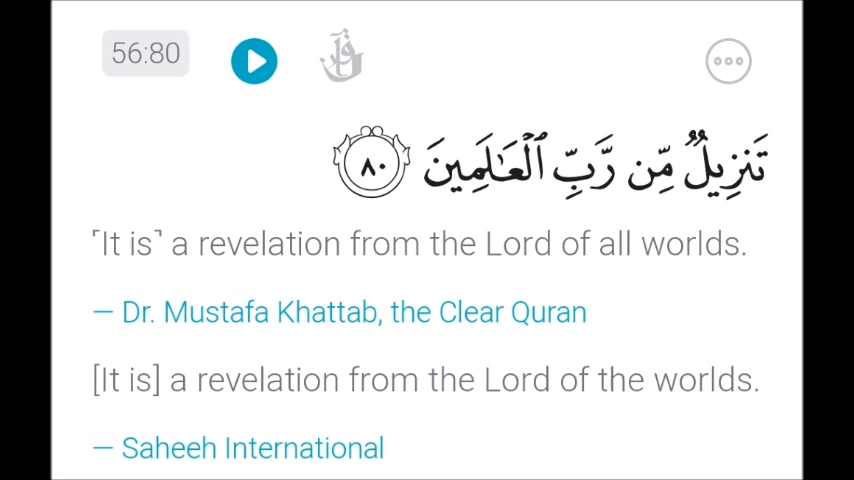 56:80
تَنزِيلٌۭ مِّن رَّبِّ ٱلْعَـٰلَمِينَ ٨٠
⸢It is⸣ a revelation from the Lord of all worlds.
— Dr. Mustafa Khattab, the Clear Quran
[It is] a revelation from the Lord of the worlds.
— Saheeh International